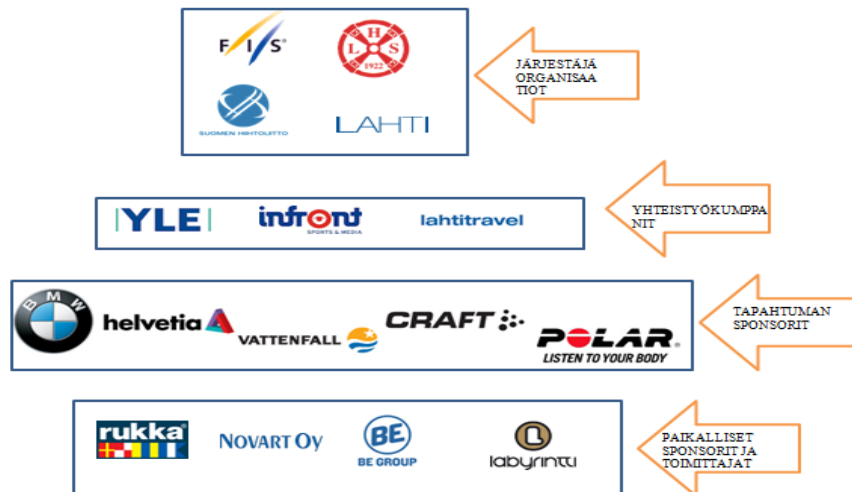 F/I/S®
LHS
1922
JÄRJESTÄJÄ
ORGANISAA
TIOT
SUOMEN HIIHTOLIITTO
LAHTI
YLE
infront
SPORTS & MEDIA
lahtitravel
YHTEISTYÖKUMPPA
NIT
BMW
helvetia
VATTENFALL
CRAFT
POLAR®
LISTEN TO YOUR BODY
TAPAHTUMAN
SPONSORIT
rukka
NOVART OY
BE
BE GROUP
labyrintti
PAIKALLISET
SPONSORIT JA
TOIMITTAJAT